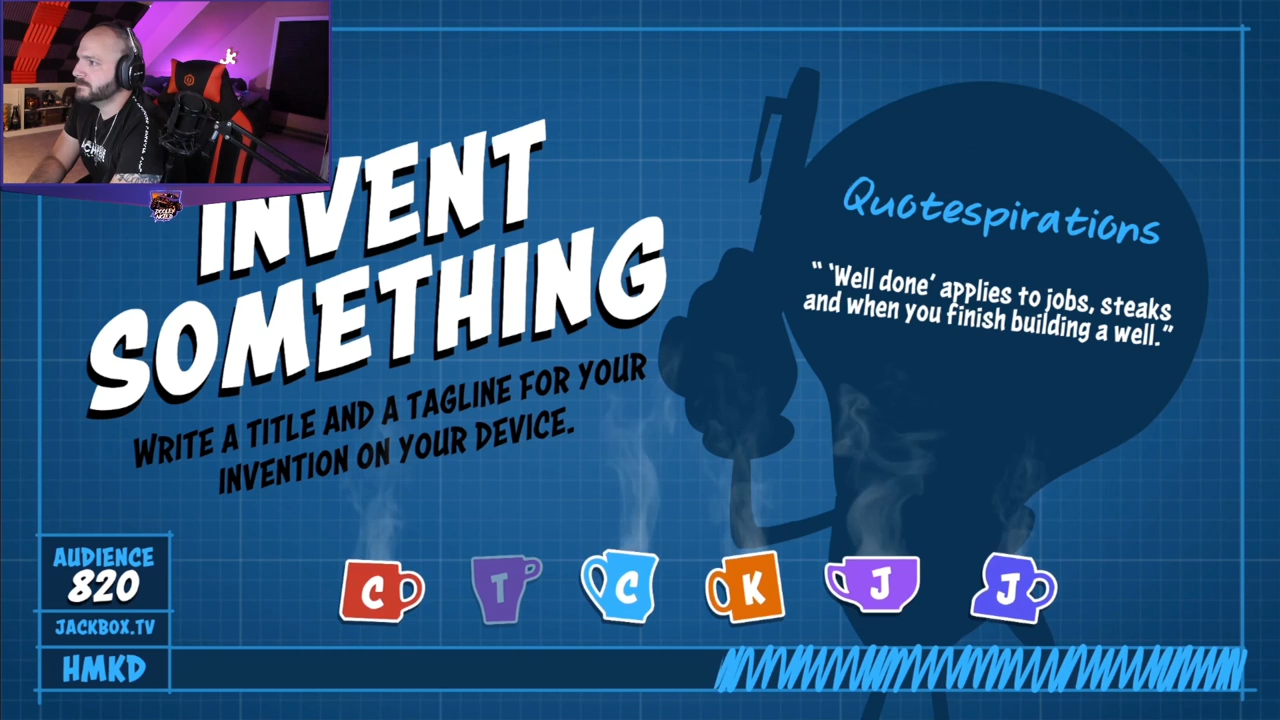 INVENT
SOMETHING
WRITE A TITLE AND A TAGLINE FOR YOUR
INVENTION ON YOUR DEVICE.
Quotespirations
“ ‘Well done’ applies to jobs, steaks
and when you finish building a well.”
C
T
C
K
J
J
AUDIENCE
820
JACKBOX.TV
HMKD